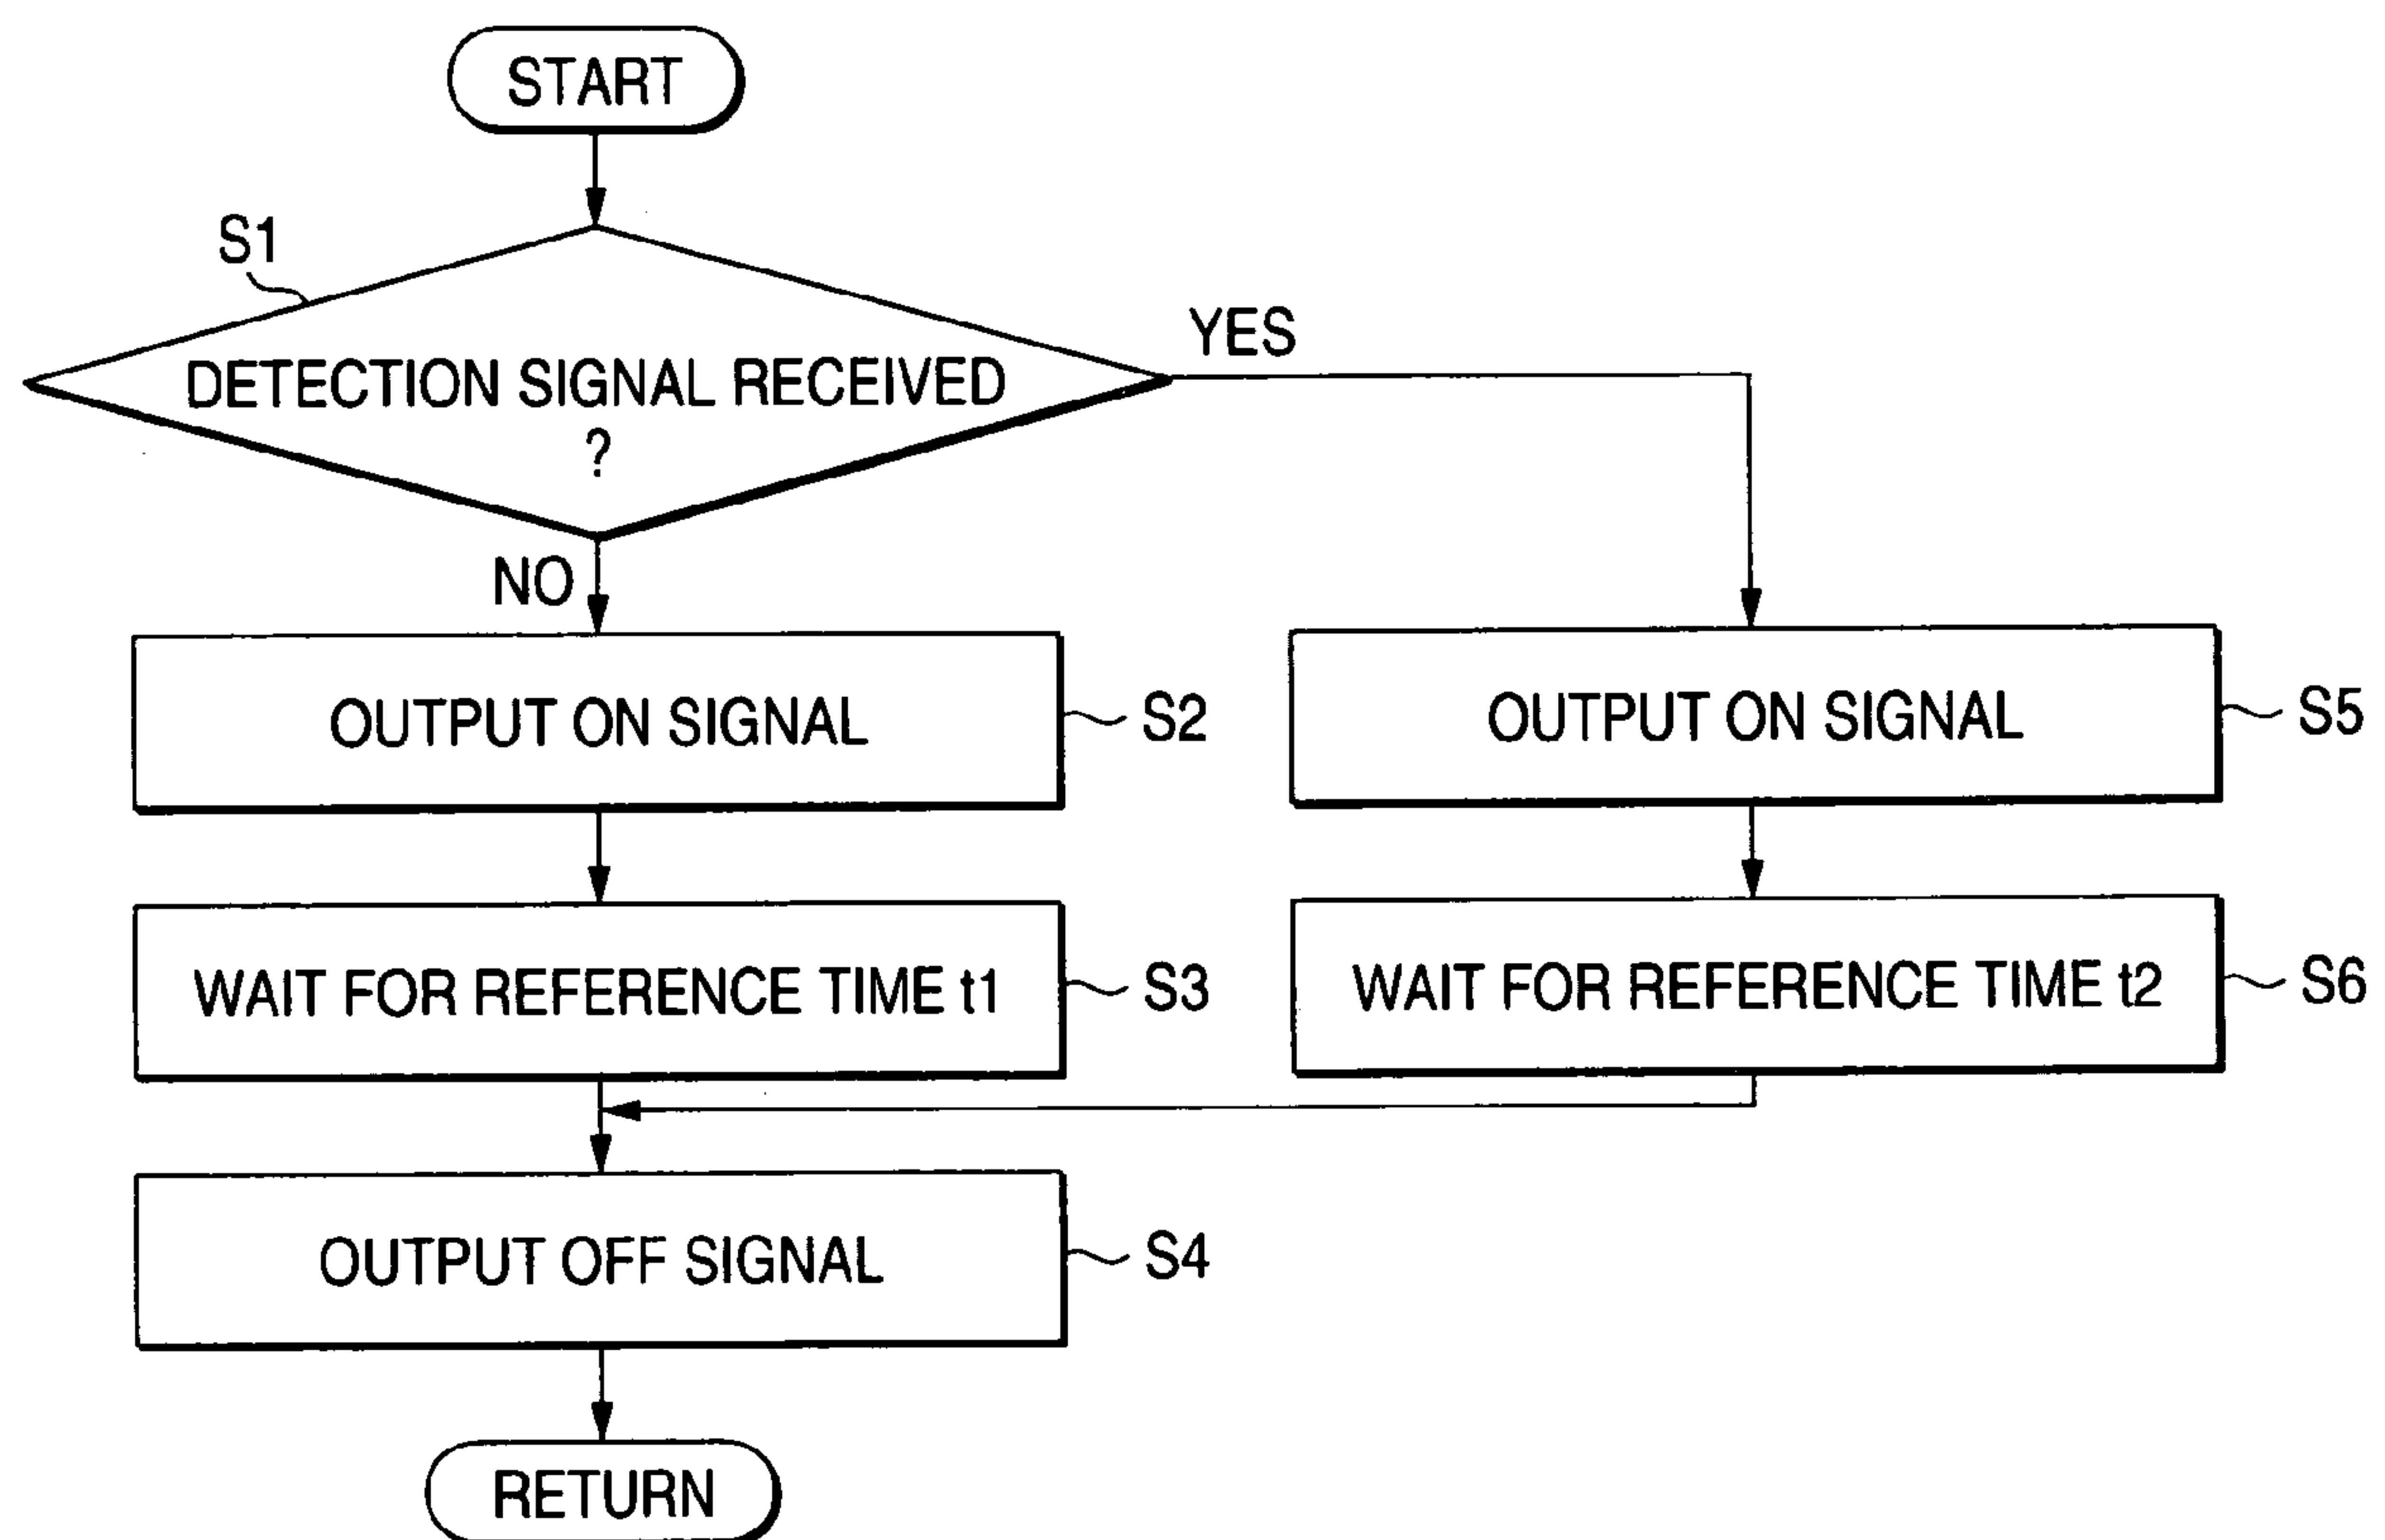 START
S1
DETECTION SIGNAL RECEIVED
?
YES
NO
OUTPUT ON SIGNAL
S2
OUTPUT ON SIGNAL
S5
WAIT FOR REFERENCE TIME t1
S3
WAIT FOR REFERENCE TIME t2
S6
OUTPUT OFF SIGNAL
S4
RETURN